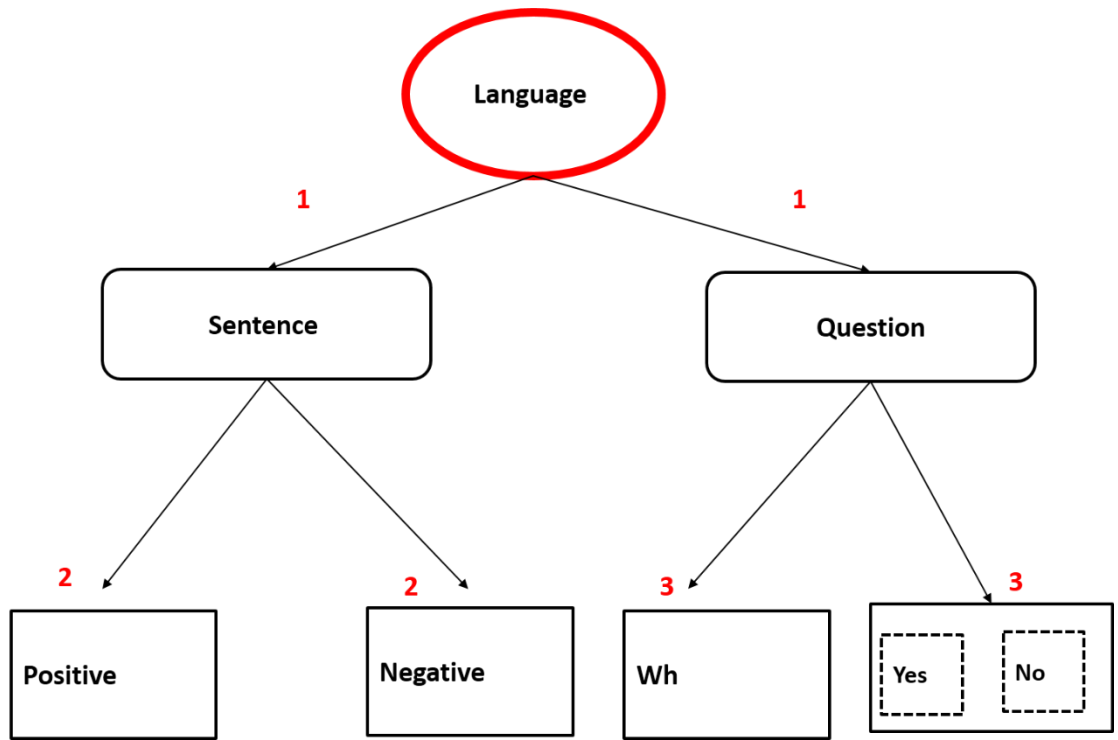 Language
1
1
Sentence
Question
2
2
3
3
Positive
Negative
Wh
Yes
No